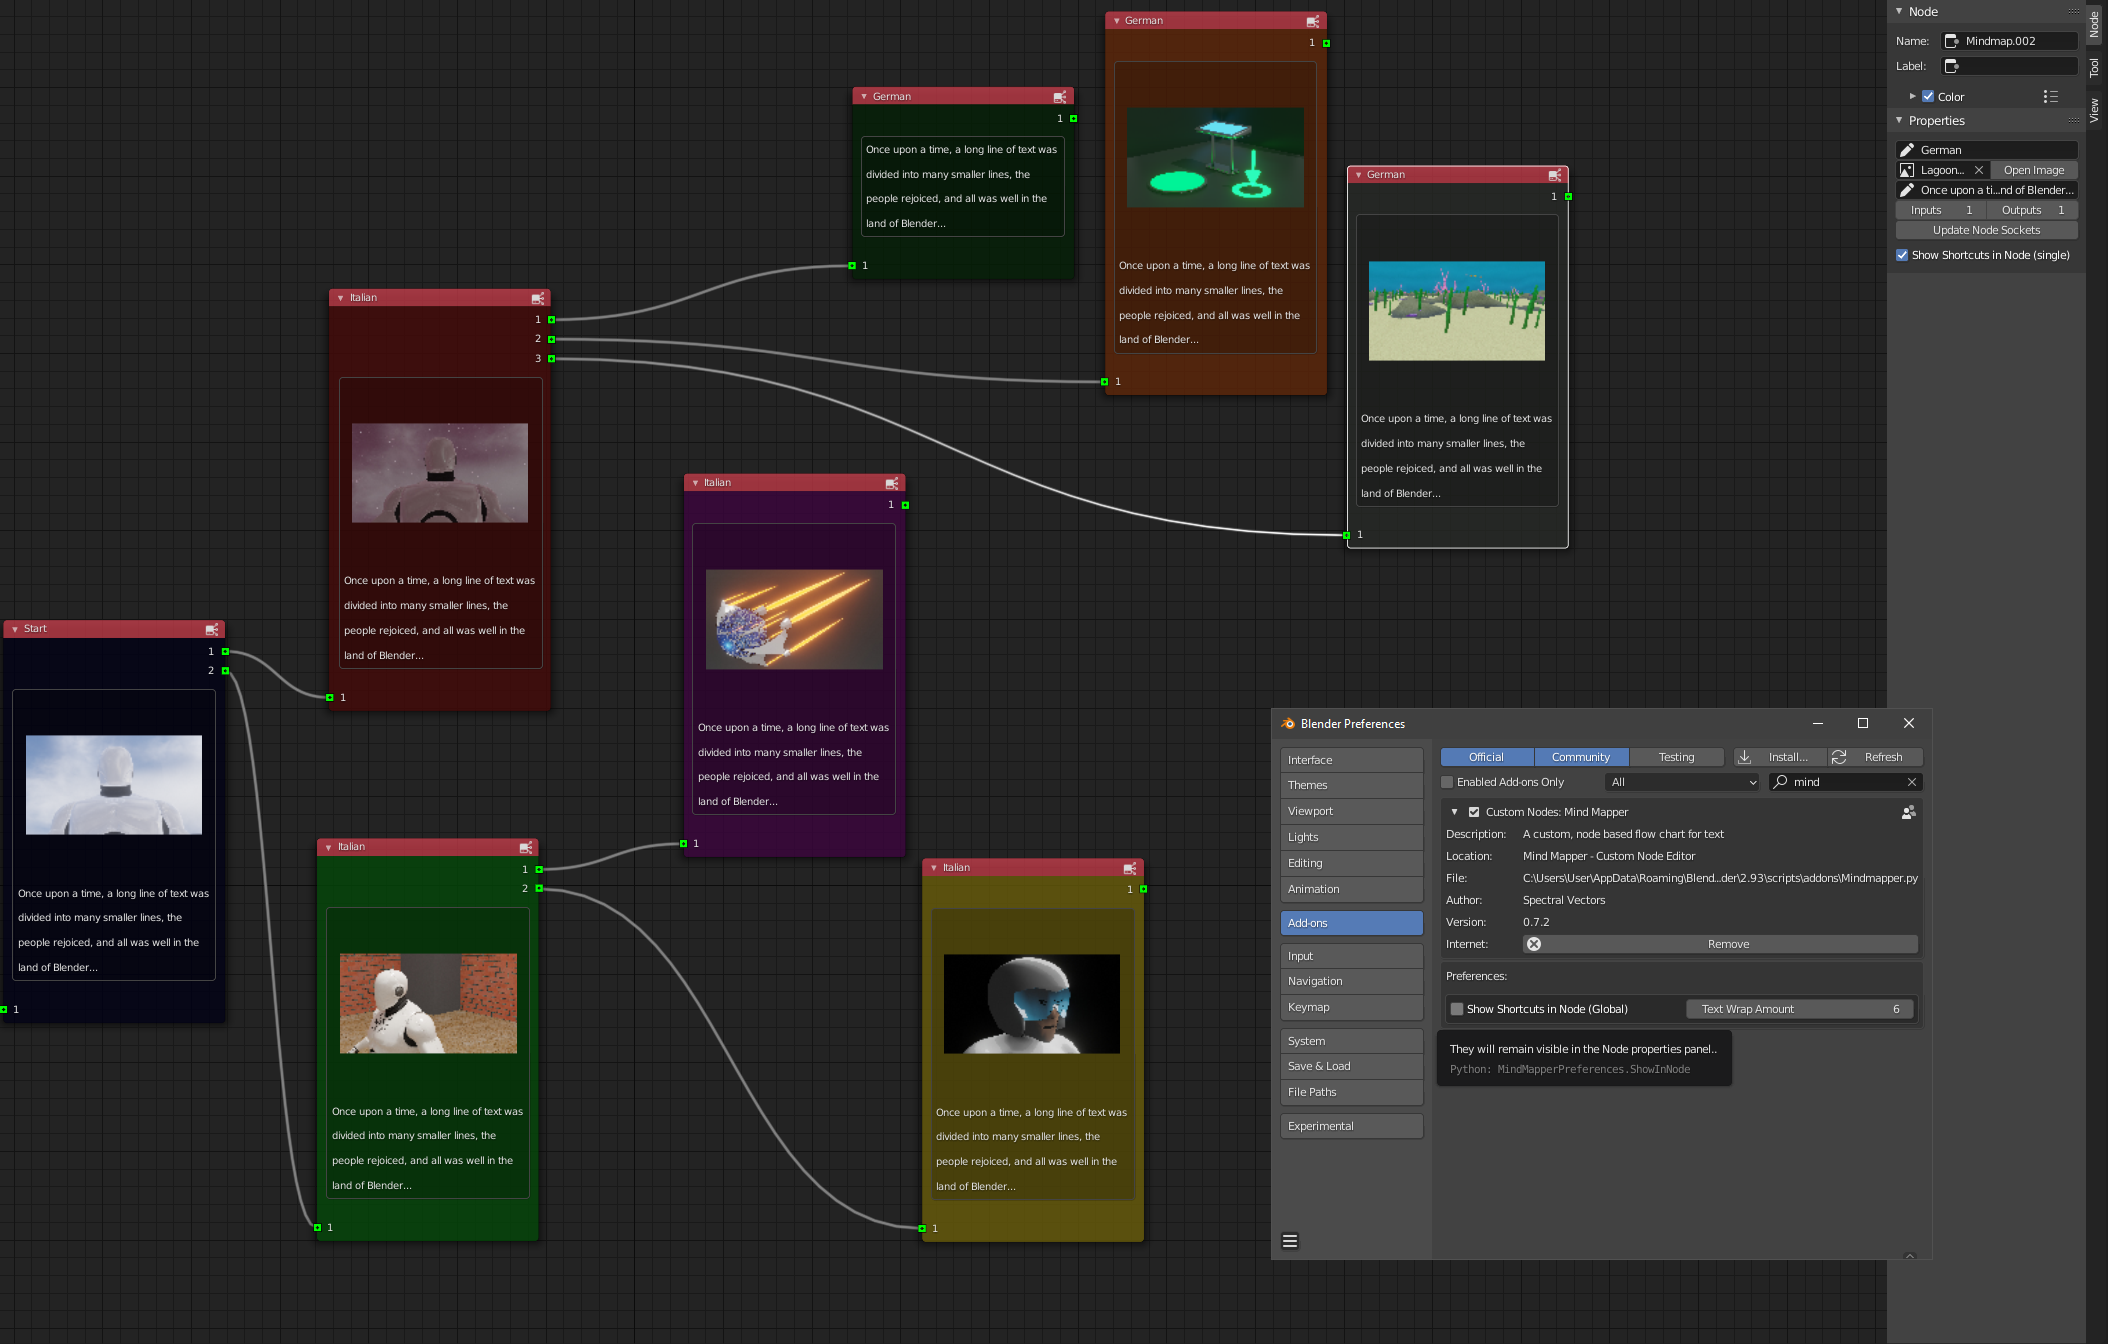 Start
1
2
Once upon a time, a long line of text was
divided into many smaller lines, the
people rejoiced, and all was well in the
land of Blender...
1
Italian
1
2
3
Once upon a time, a long line of text was
divided into many smaller lines, the
people rejoiced, and all was well in the
land of Blender...
1
Italian
1
2
Once upon a time, a long line of text was
divided into many smaller lines, the
people rejoiced, and all was well in the
land of Blender...
1
Italian
1
Once upon a time, a long line of text was
divided into many smaller lines, the
people rejoiced, and all was well in the
land of Blender...
1
German
1
Once upon a time, a long line of text was
divided into many smaller lines, the
people rejoiced, and all was well in the
land of Blender...
1
Italian
1
Once upon a time, a long line of text was
divided into many smaller lines, the
people rejoiced, and all was well in the
land of Blender...
1
German
1
Once upon a time, a long line of text was
divided into many smaller lines, the
people rejoiced, and all was well in the
land of Blender...
1
German
1
Once upon a time, a long line of text was
divided into many smaller lines, the
people rejoiced, and all was well in the
land of Blender...
1
Node
Name: Mindmap.002
Label:
Color
Properties
German
Lagoon... Open Image
Once upon a ti...nd of Blender...
Inputs 1 Outputs 1
Update Node Sockets
Show Shortcuts in Node (single)
Node
Tool
View
Blender Preferences
Interface
Themes
Viewport
Lights
Editing
Animation
Add-ons
Input
Navigation
Keymap
System
Save & Load
File Paths
Experimental
Official Community Testing Install... Refresh
Enabled Add-ons Only All mind
Custom Nodes: Mind Mapper
Description: A custom, node based flow chart for text
Location: Mind Mapper - Custom Node Editor
File: C:\Users\User\AppData\Roaming\Blend...der\2.93\scripts\addons\Mindmapper.py
Author: Spectral Vectors
Version: 0.7.2
Internet: Remove
Preferences:
Show Shortcuts in Node (Global) Text Wrap Amount 6
They will remain visible in the Node properties panel..
Python: MindMapperPreferences.ShowInNode